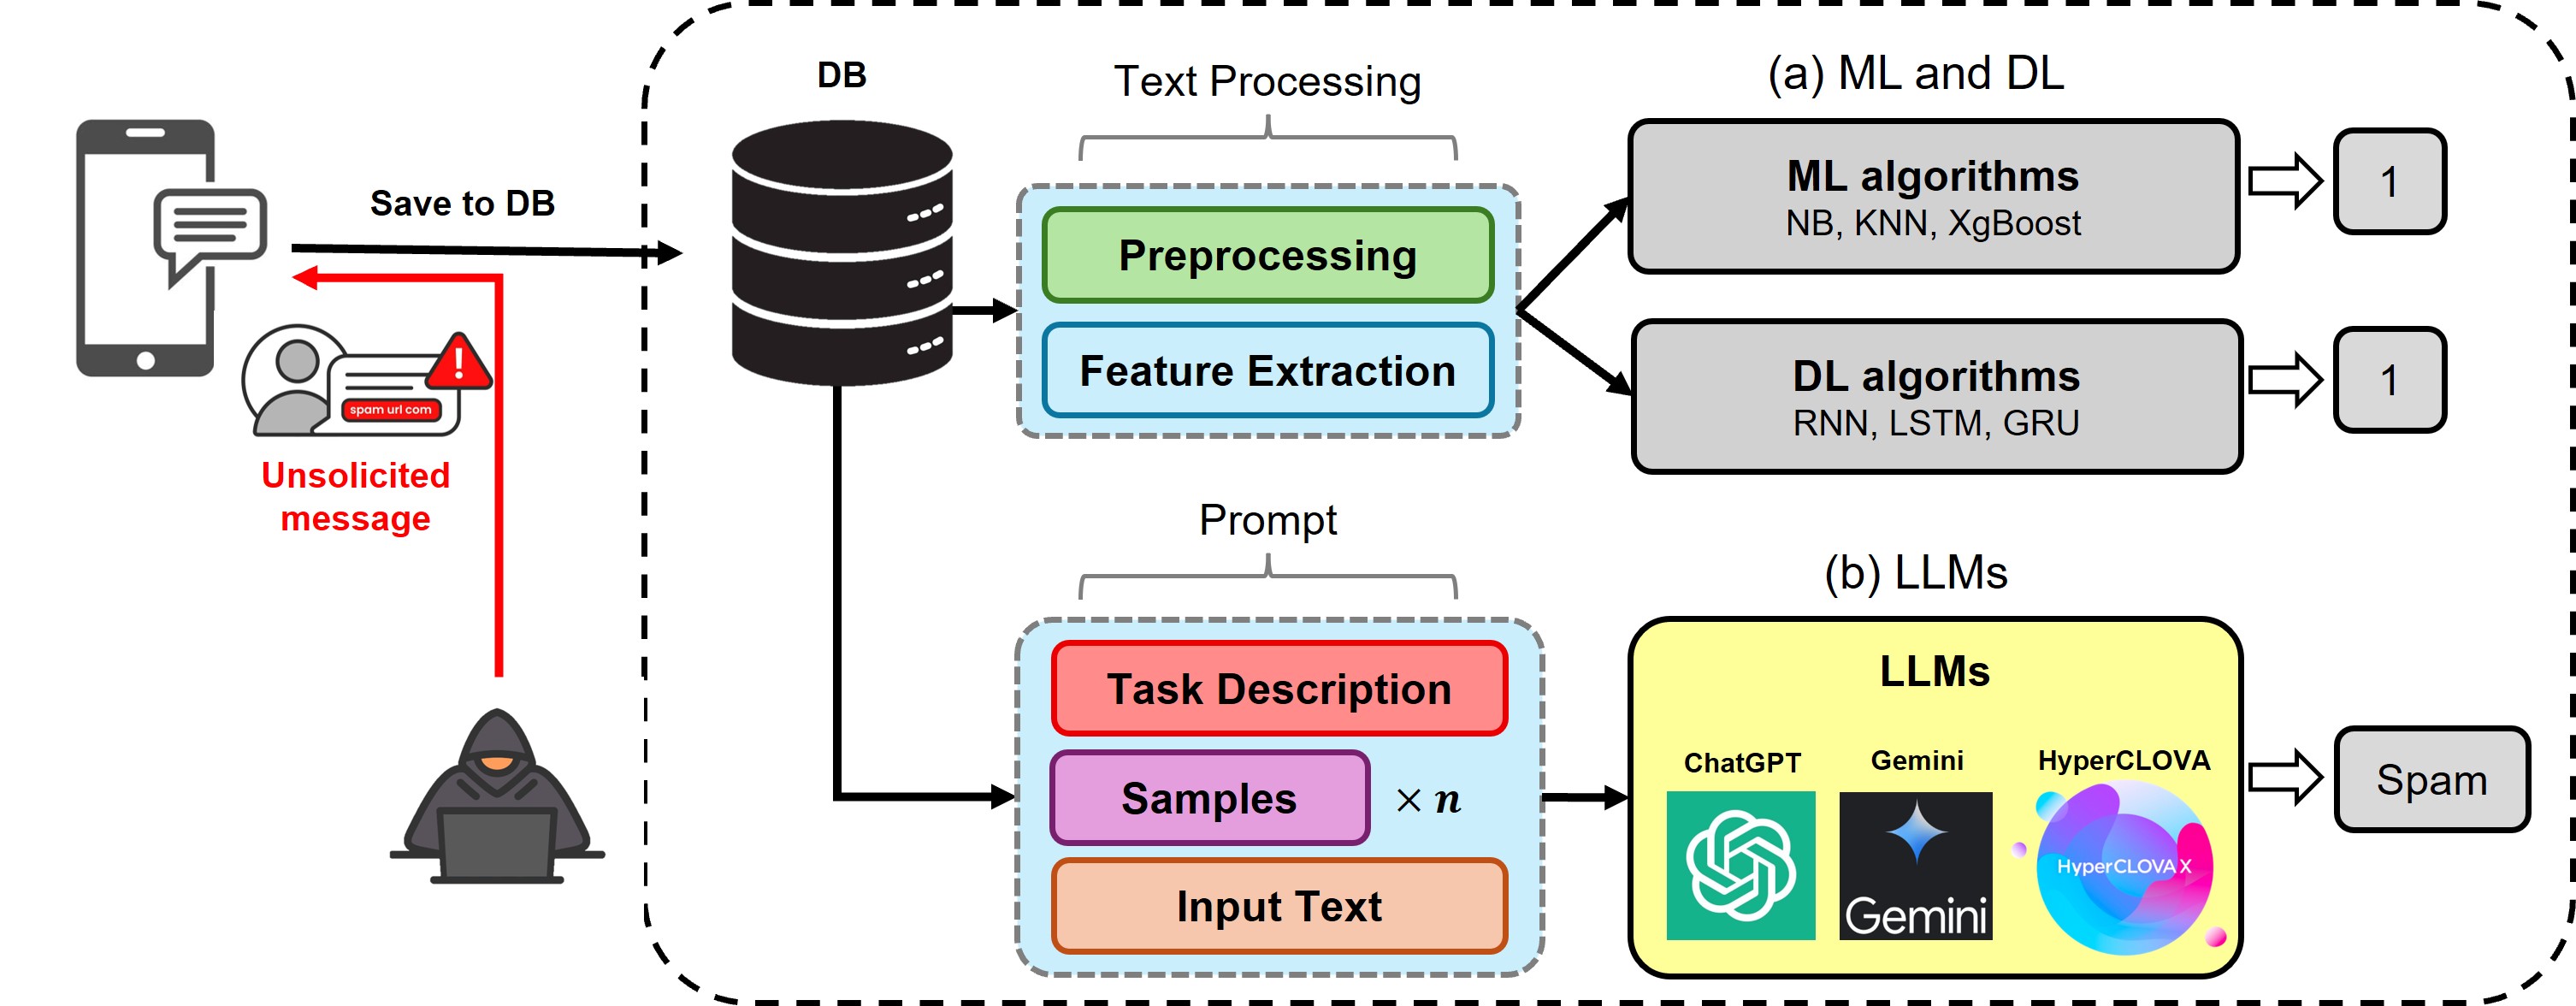 Save to DB
spam url com
Unsolicited
message
DB
Text Processing
Preprocessing
Feature Extraction
(a) ML and DL
ML algorithms
NB, KNN, XgBoost
1
DL algorithms
RNN, LSTM, GRU
1
Prompt
Task Description
Samples × n
Input Text
(b) LLMs
LLMs
ChatGPT
Gemini
HyperCLOVA
Gemini
HyperCLOVA X
Spam